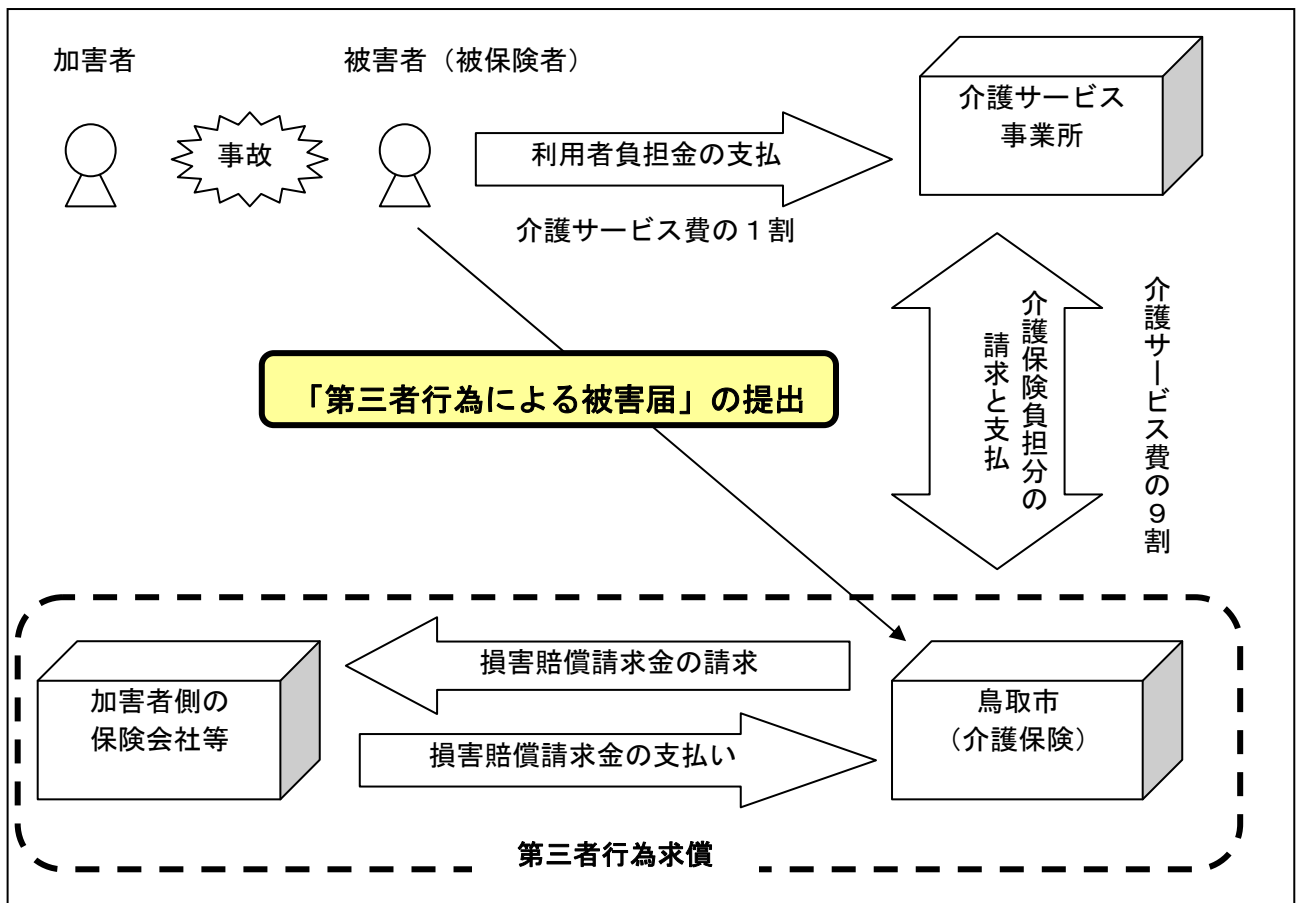 加害者
被害者（被保険者）
事故
利用者負担金の支払
介護サービス費の１割
介護サービス
事業所
介護保険負担分の
請求と支払
介護サービス費の９割
「第三者行為による被害届」の提出
損害賠償請求金の請求
損害賠償請求金の支払い
加害者側の
保険会社等
鳥取市
（介護保険）
第三者行為求償